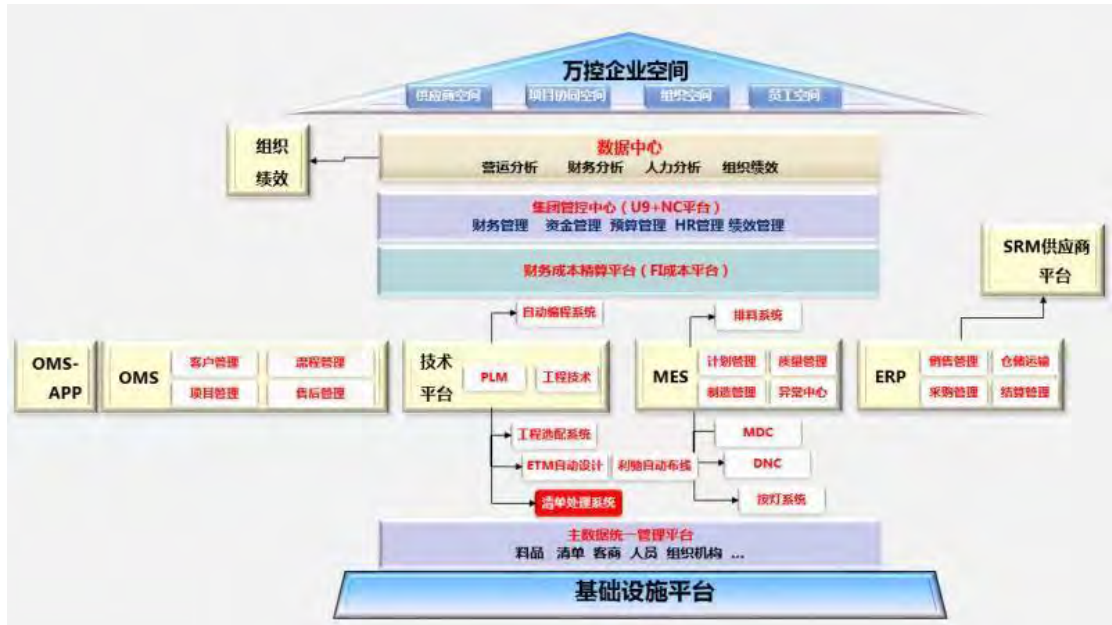 万控企业空间
供应商空间 项目协同空间 组织空间 员工空间
组织
绩效
数据中心
营运分析 财务分析 人力分析 组织绩效
集团管控中心（U9+NC平台）
财务管理 资金管理 预算管理 HR管理 绩效管理
SRM供应商
平台
财务成本精算平台（FI成本平台）
自动编程系统
排料系统
OMS-
APP
OMS
客户管理 流程管理
项目管理 售后管理
技术
平台
PLM 工程技术
MES
计划管理 质量管理
制造管理 异常中心
ERP
销售管理 仓储运输
采购管理 结算管理
工程选配系统
MDC
ETM自动设计 利驰自动布线
DNC
清单处理系统
按灯系统
主数据统一管理平台
料品 清单 客商 人员 组织机构 ...
基础设施平台